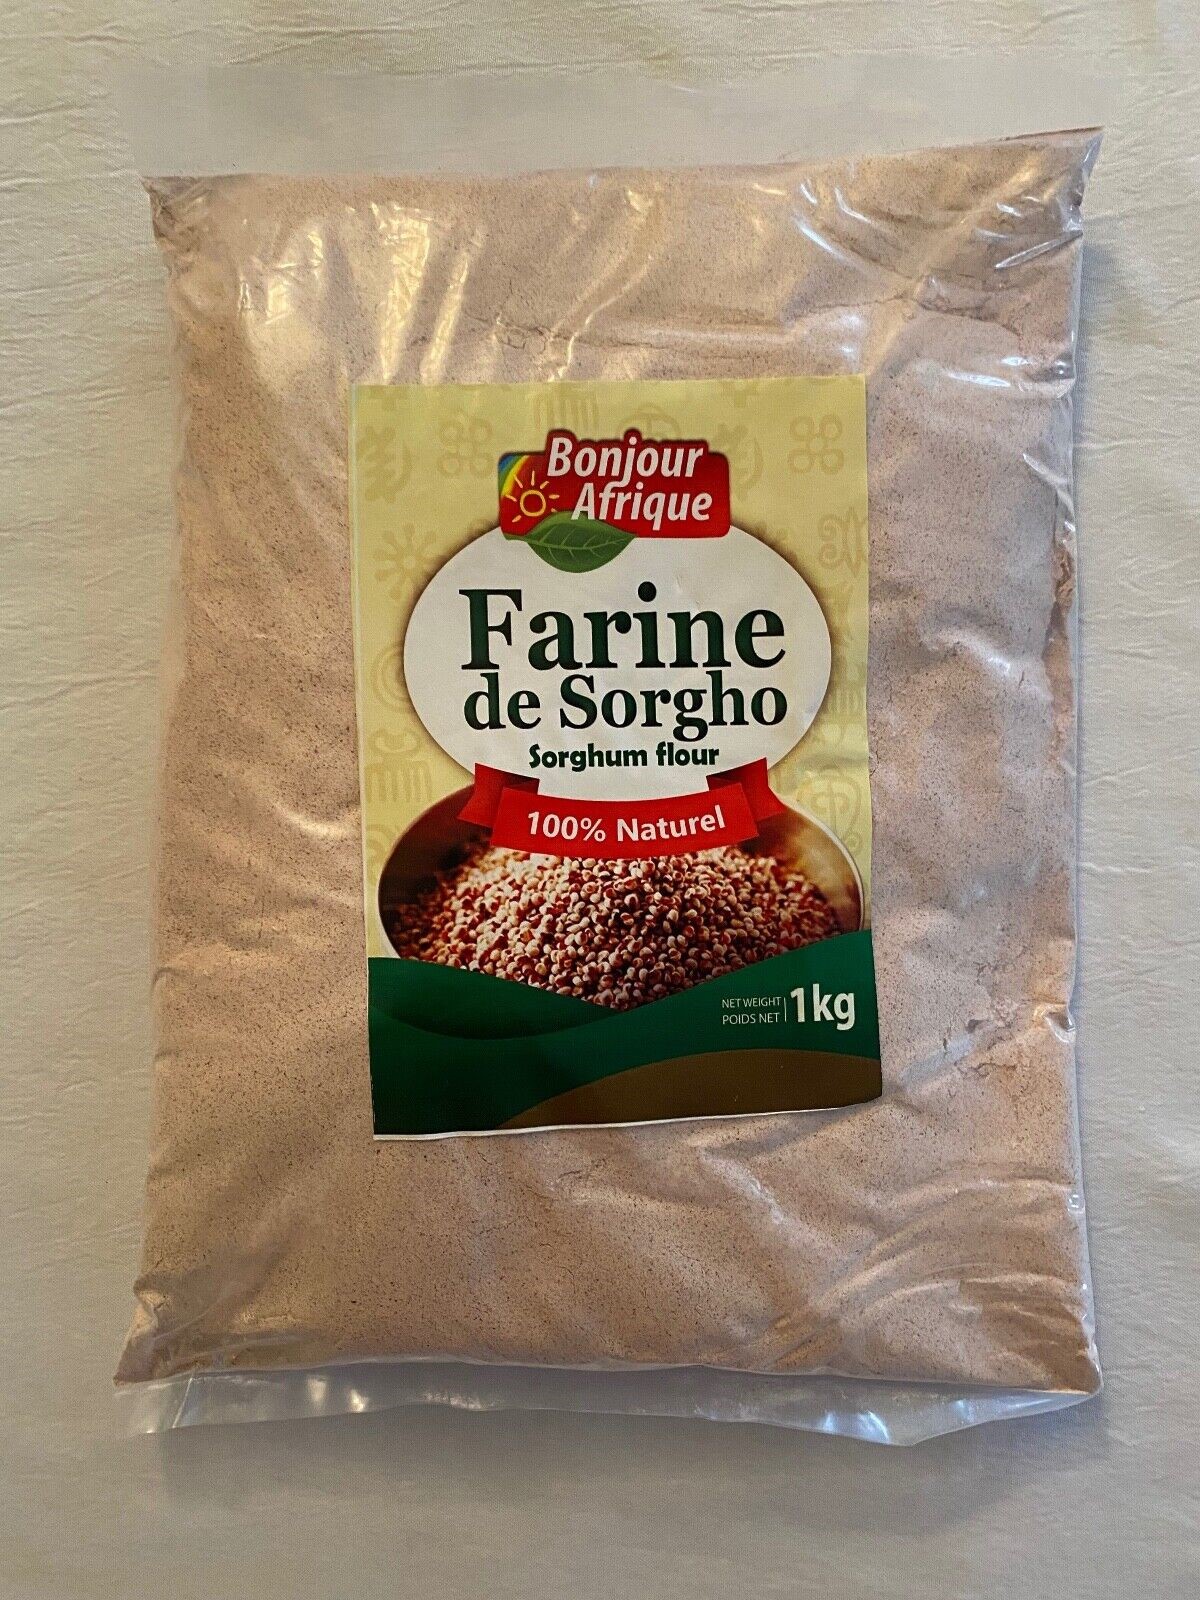 Bonjour
Afrique
Farine
de Sorgho
Sorghum flour
100% Naturel
NET WEIGHT
POIDS NET
1kg